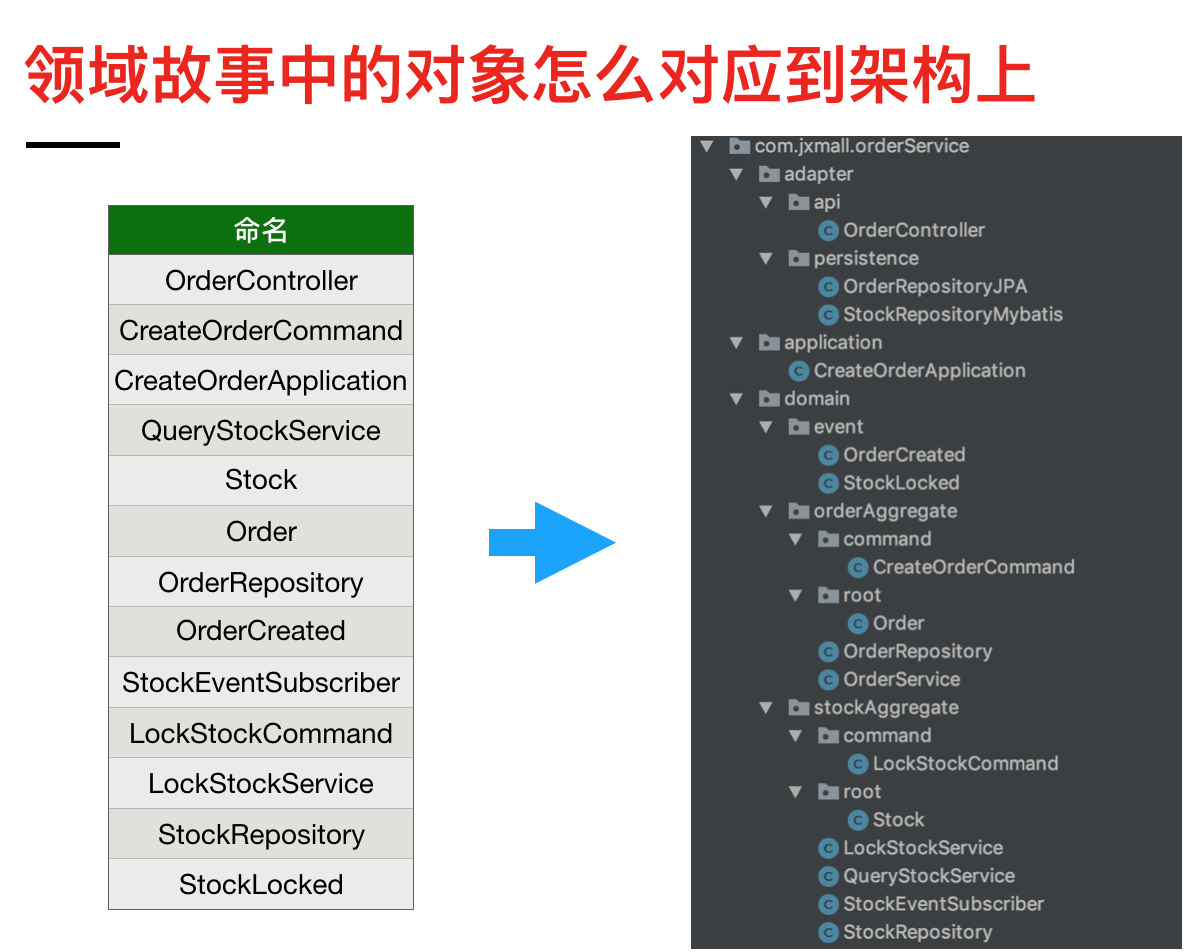 领域故事中的对象怎么对应到架构上
命名
OrderController
CreateOrderCommand
CreateOrderApplication
QueryStockService
Stock
Order
OrderRepository
OrderCreated
StockEventSubscriber
LockStockCommand
LockStockService
StockRepository
StockLocked
com.jxmall.orderService
adapter
api
OrderController
persistence
OrderRepositoryJPA
StockRepositoryMybatis
application
CreateOrderApplication
domain
event
OrderCreated
StockLocked
orderAggregate
command
CreateOrderCommand
root
Order
OrderRepository
OrderService
stockAggregate
command
LockStockCommand
root
Stock
LockStockService
QueryStockService
StockEventSubscriber
StockRepository